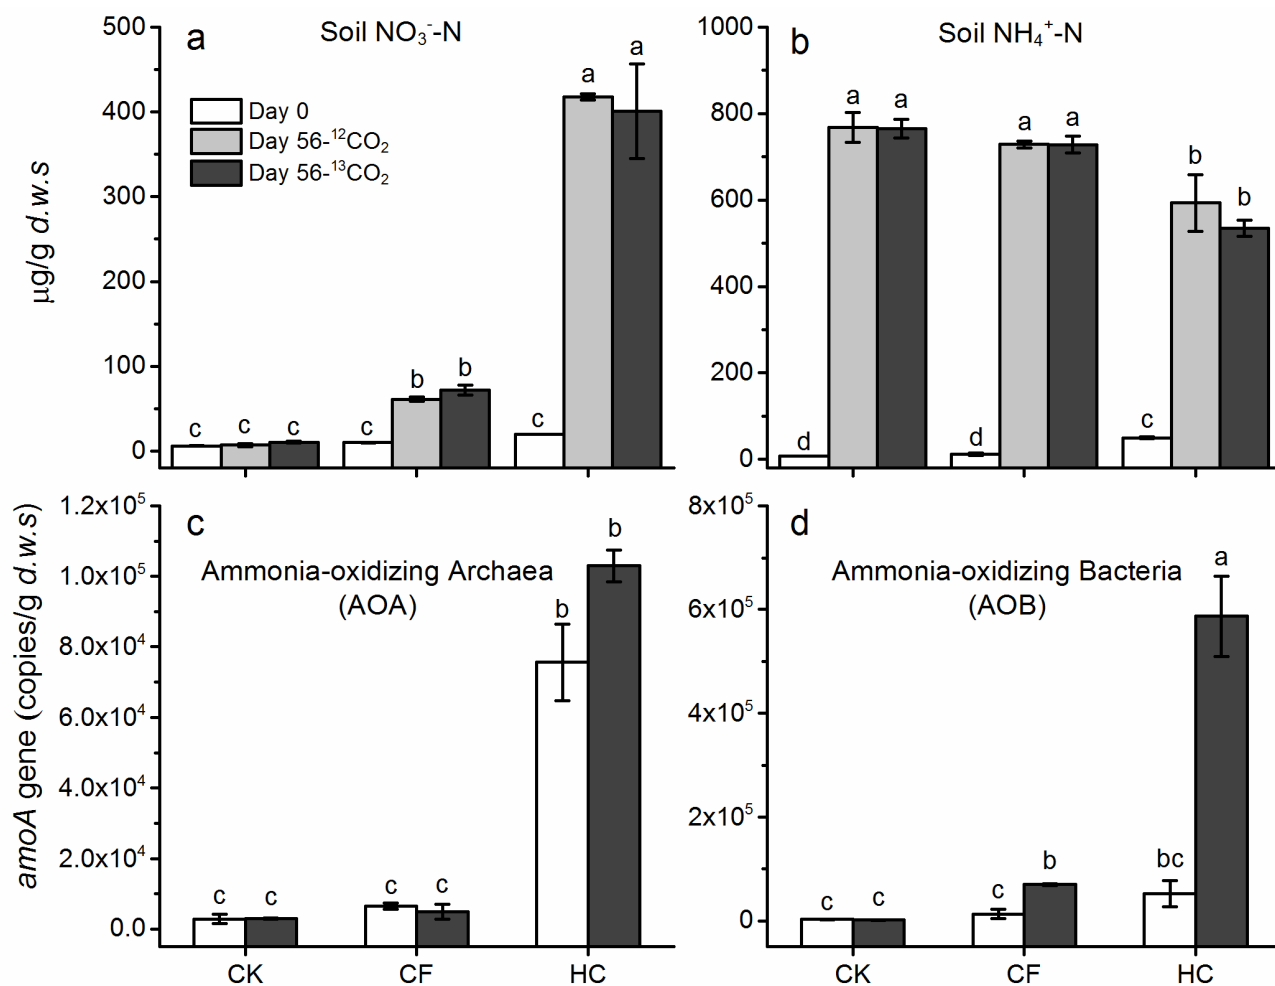 a
Soil NO₃⁻-N
500
400
300
200
100
0
μg/g d.w.s
Day 0
Day 56-¹²CO₂
Day 56-¹³CO₂
c
c
c
c
b
b
c
a
a
b
Soil NH₄⁺-N
1000
800
600
400
200
0
d
a
a
d
a
a
c
b
b
c
Ammonia-oxidizing Archaea
(AOA)
1.2x10⁵
1.0x10⁵
8.0x10⁴
6.0x10⁴
4.0x10⁴
2.0x10⁴
0.0
amoA gene (copies/g d.w.s)
c
c
c
c
b
b
CK
CF
HC
d
Ammonia-oxidizing Bacteria
(AOB)
8x10⁵
6x10⁵
4x10⁵
2x10⁵
0
c
c
c
b
bc
a
CK
CF
HC